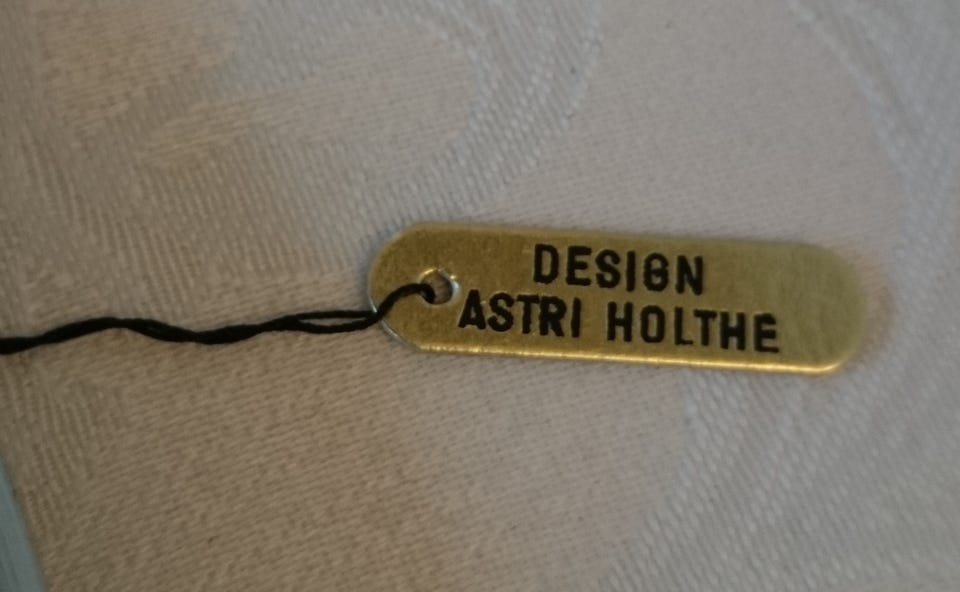 DESIGN
ASTRI HOLTHE